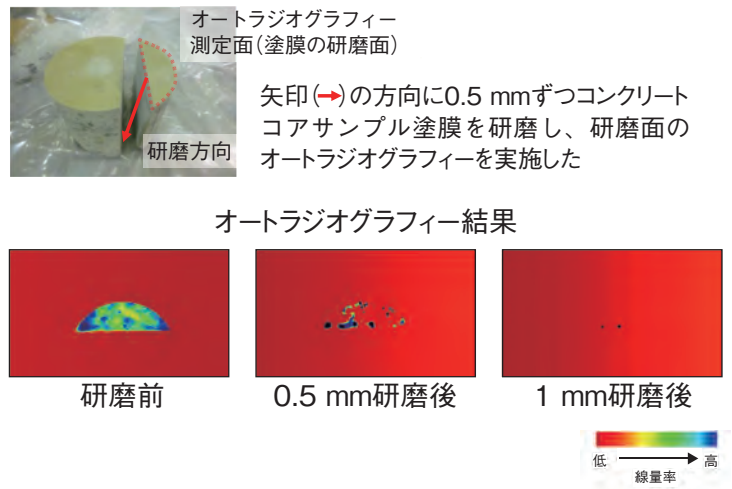 オートラジオグラフィー
測定面(塗膜の研磨面)
研磨方向
矢印(→)の方向に0.5 mmずつコンクリート
コアサンプル塗膜を研磨し、研磨面の
オートラジオグラフィーを実施した
オートラジオグラフィー結果
研磨前
0.5 mm研磨後
1 mm研磨後
低
高
線量率